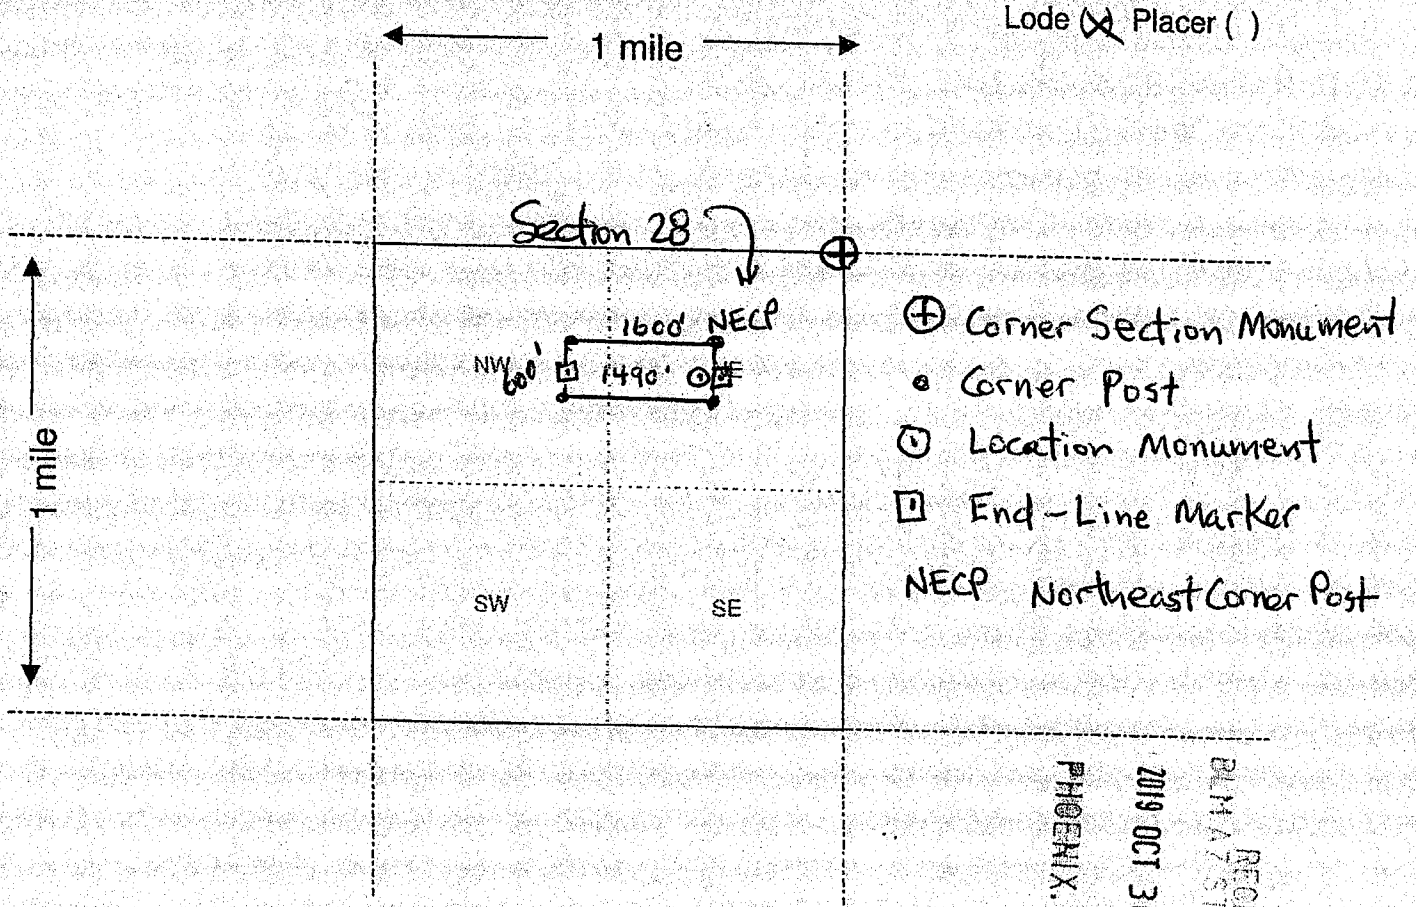 Lode (X) Placer ( )
1 mile
Section 28
1600' NECP
NW 600' 1490'
1 mile
SW SE
Corner Section Monument
Corner Post
Location Monument
End-Line Marker
NECP Northeast Corner Post
2019 OCT 3
PHOENIX.